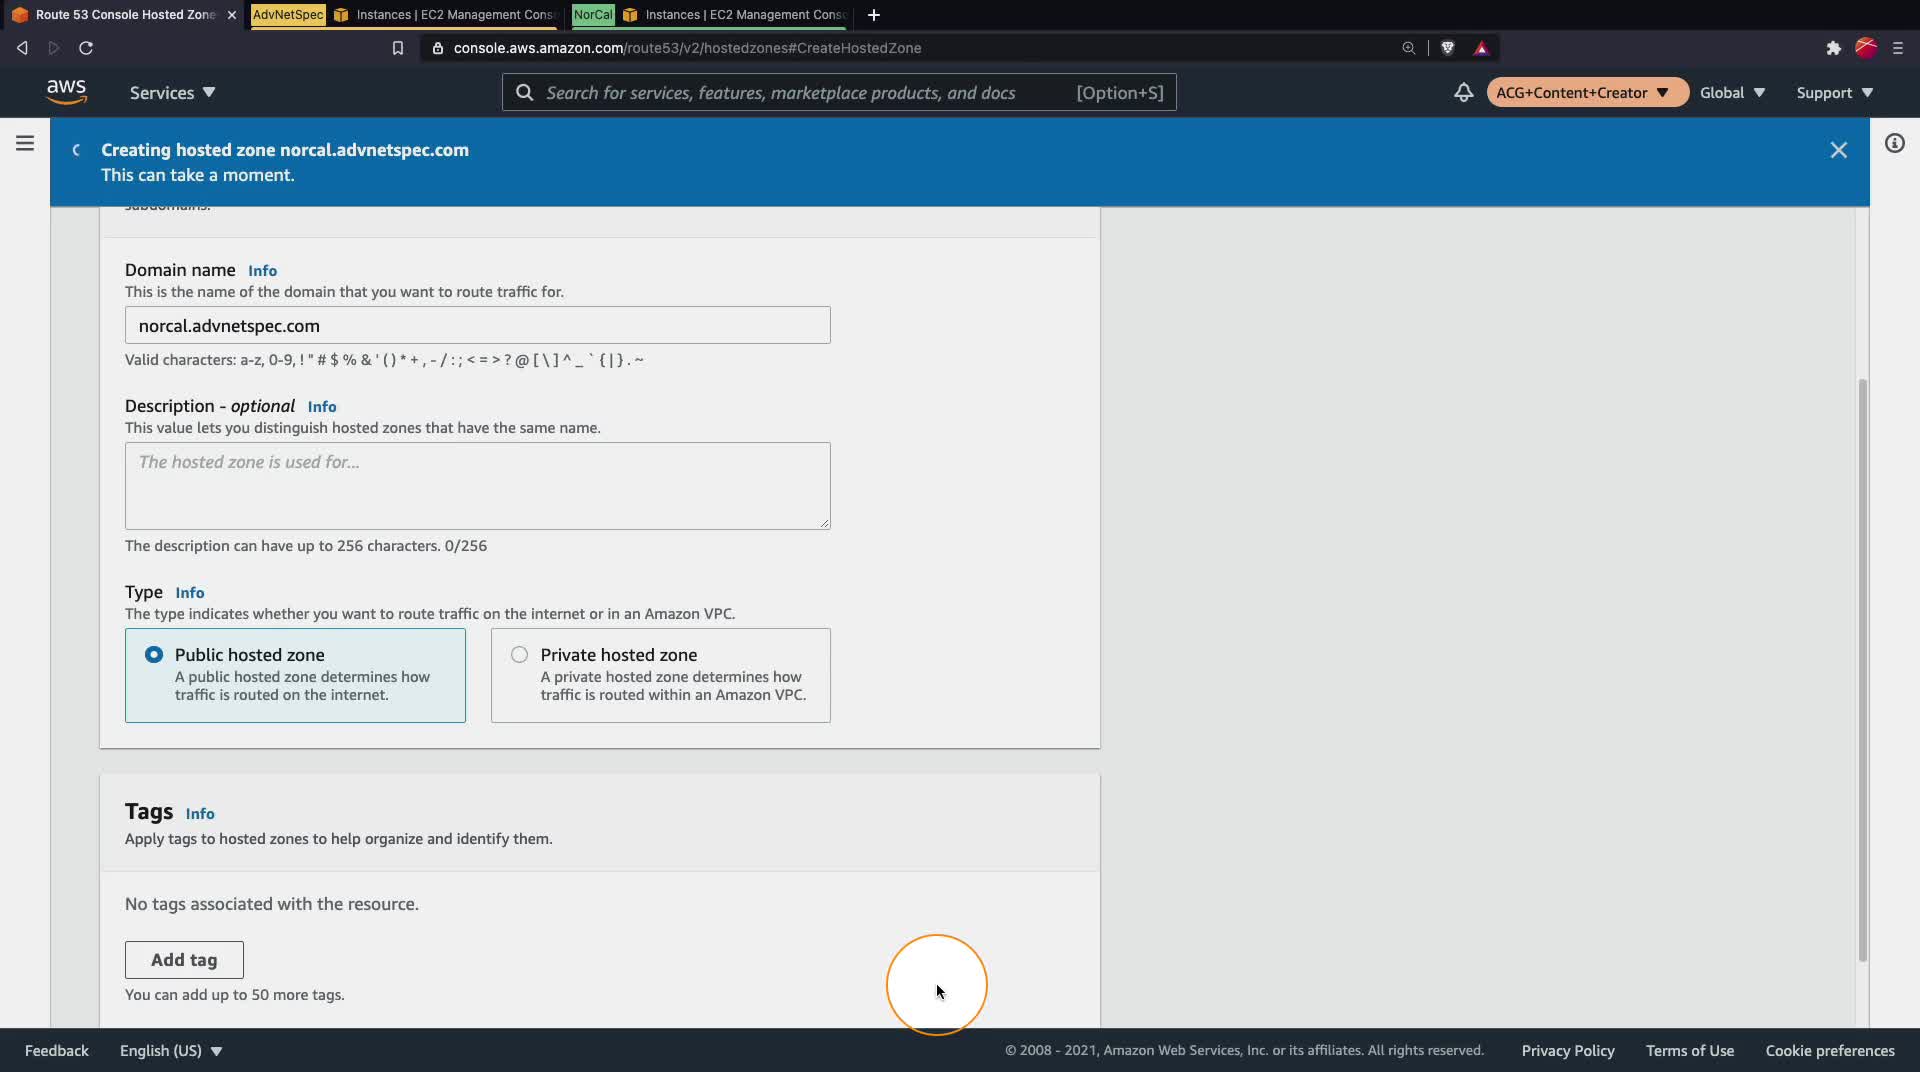 Route 53 Console Hosted Zone
AdvNetSpec
Instances | EC2 Management Cons
NorCal
Instances | EC2 Management Conso
console.aws.amazon.com/route53/v2/hostedzones#CreateHostedZone
aws
Services
Search for services, features, marketplace products, and docs [Option+S]
ACG+Content+Creator
Global
Support
Creating hosted zone norcal.advnetspec.com
This can take a moment.
subdomains.
Domain name Info
This is the name of the domain that you want to route traffic for.
norcal.advnetspec.com
Valid characters: a-z, 0-9, ! " # $ % & ' ( ) * + , - / : ; < = > ? @ [ \ ] ^ _ ` { | } . ~
Description - optional Info
This value lets you distinguish hosted zones that have the same name.
The hosted zone is used for...
The description can have up to 256 characters. 0/256
Type Info
The type indicates whether you want to route traffic on the internet or in an Amazon VPC.
Public hosted zone
A public hosted zone determines how
traffic is routed on the internet.
Private hosted zone
A private hosted zone determines how
traffic is routed within an Amazon VPC.
Tags Info
Apply tags to hosted zones to help organize and identify them.
No tags associated with the resource.
Add tag
You can add up to 50 more tags.
Feedback
English (US)
© 2008 - 2021, Amazon Web Services, Inc. or its affiliates. All rights reserved.
Privacy Policy
Terms of Use
Cookie preferences